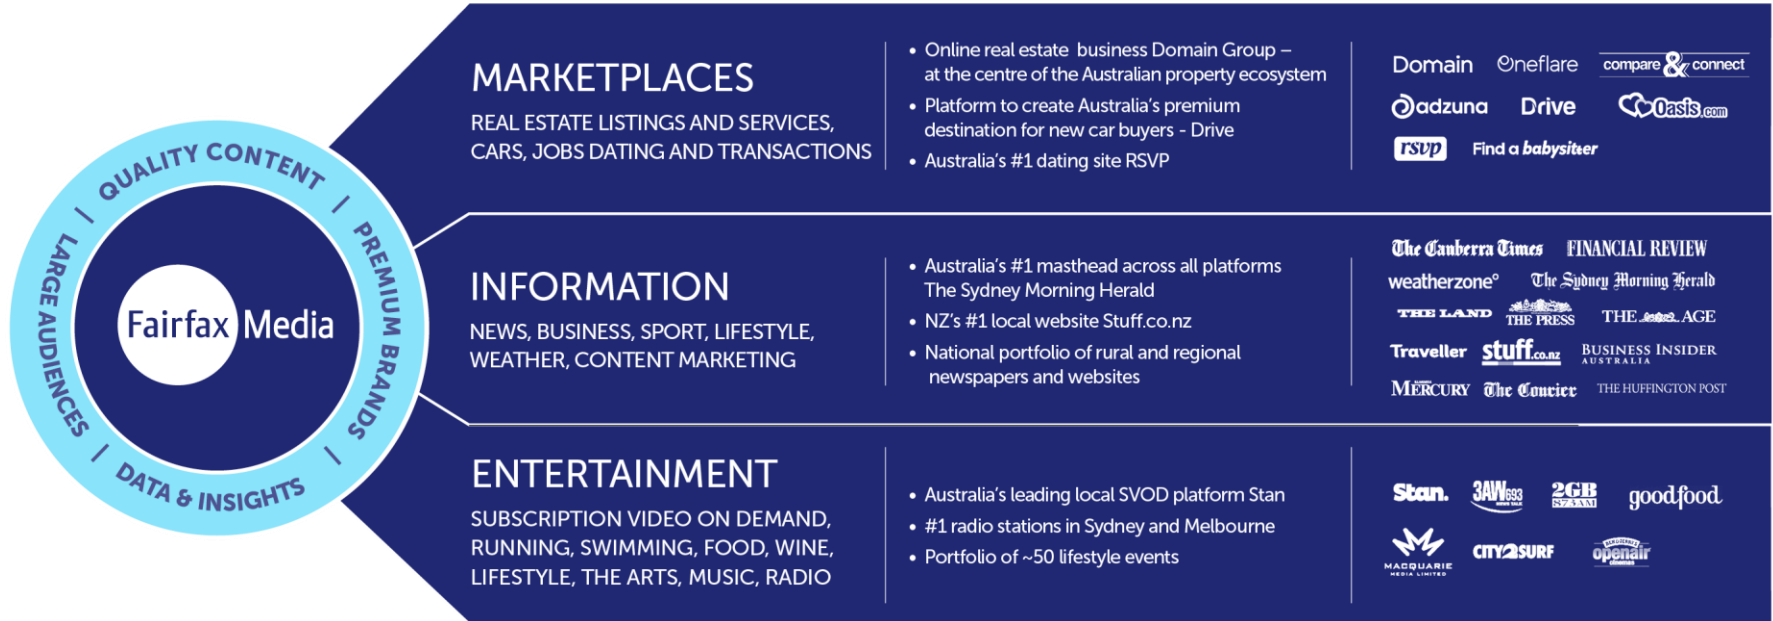 QUALITY CONTENT | PREMIUM BRANDS | DATA & INSIGHTS | LARGE AUDIENCES |
Fairfax Media
MARKETPLACES
REAL ESTATE LISTINGS AND SERVICES,
CARS, JOBS DATING AND TRANSACTIONS
• Online real estate business Domain Group –
at the centre of the Australian property ecosystem
• Platform to create Australia's premium
destination for new car buyers - Drive
• Australia's #1 dating site RSVP
Domain Oneflare compare & connect
adzuna Drive Oasis.com
rsvp Find a babysitter
INFORMATION
NEWS, BUSINESS, SPORT, LIFESTYLE,
WEATHER, CONTENT MARKETING
• Australia's #1 masthead across all platforms
The Sydney Morning Herald
• NZ's #1 local website Stuff.co.nz
• National portfolio of rural and regional
newspapers and websites
The Canberra Times FINANCIAL REVIEW
weatherzone° The Sydney Morning Herald
THE LAND THE PRESS THE AGE
Traveller stuff.co.nz BUSINESS INSIDER
AUSTRALIA
MERCURY The Courier THE HUFFINGTON POST
ENTERTAINMENT
SUBSCRIPTION VIDEO ON DEMAND,
RUNNING, SWIMMING, FOOD, WINE,
LIFESTYLE, THE ARTS, MUSIC, RADIO
• Australia's leading local SVOD platform Stan
• #1 radio stations in Sydney and Melbourne
• Portfolio of ~50 lifestyle events
Stan. 3AW693 2GB goodfood
NEWS TALK 873AM
MACQUARIE CITY2SURF openair
MEDIA LIMITED cinemas